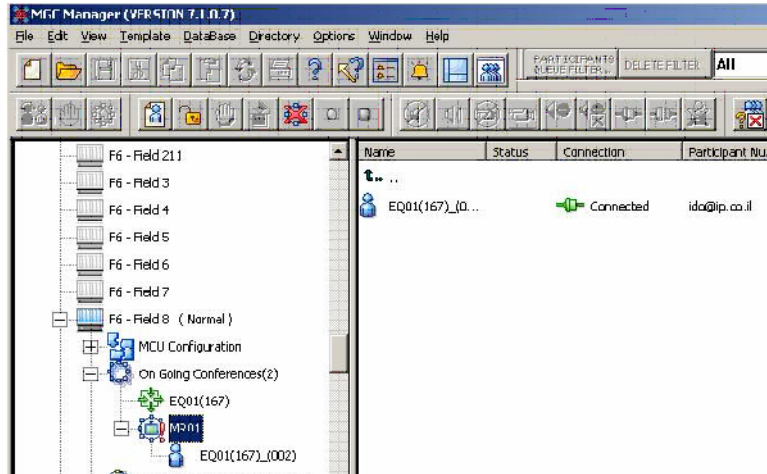 MGC Manager (VERSION 7.1.0.7)
File Edit View Template DataBase Directory Options Window Help
PARTICIPANTS QUEUE FILTER... DELETE FILTER All
Name Status Connection Participant Nu...
F6 - Field 211
F6 - Field 3
F6 - Field 4
F6 - Field 5
F6 - Field 6
F6 - Field 7
F6 - Field 8 ( Normal )
MCU Configuration
On Going Conferences(2)
EQ01(167)
MR01
EQ01(167)_(002)
..
EQ01(167)_(0... Connected ido@ip.co.il